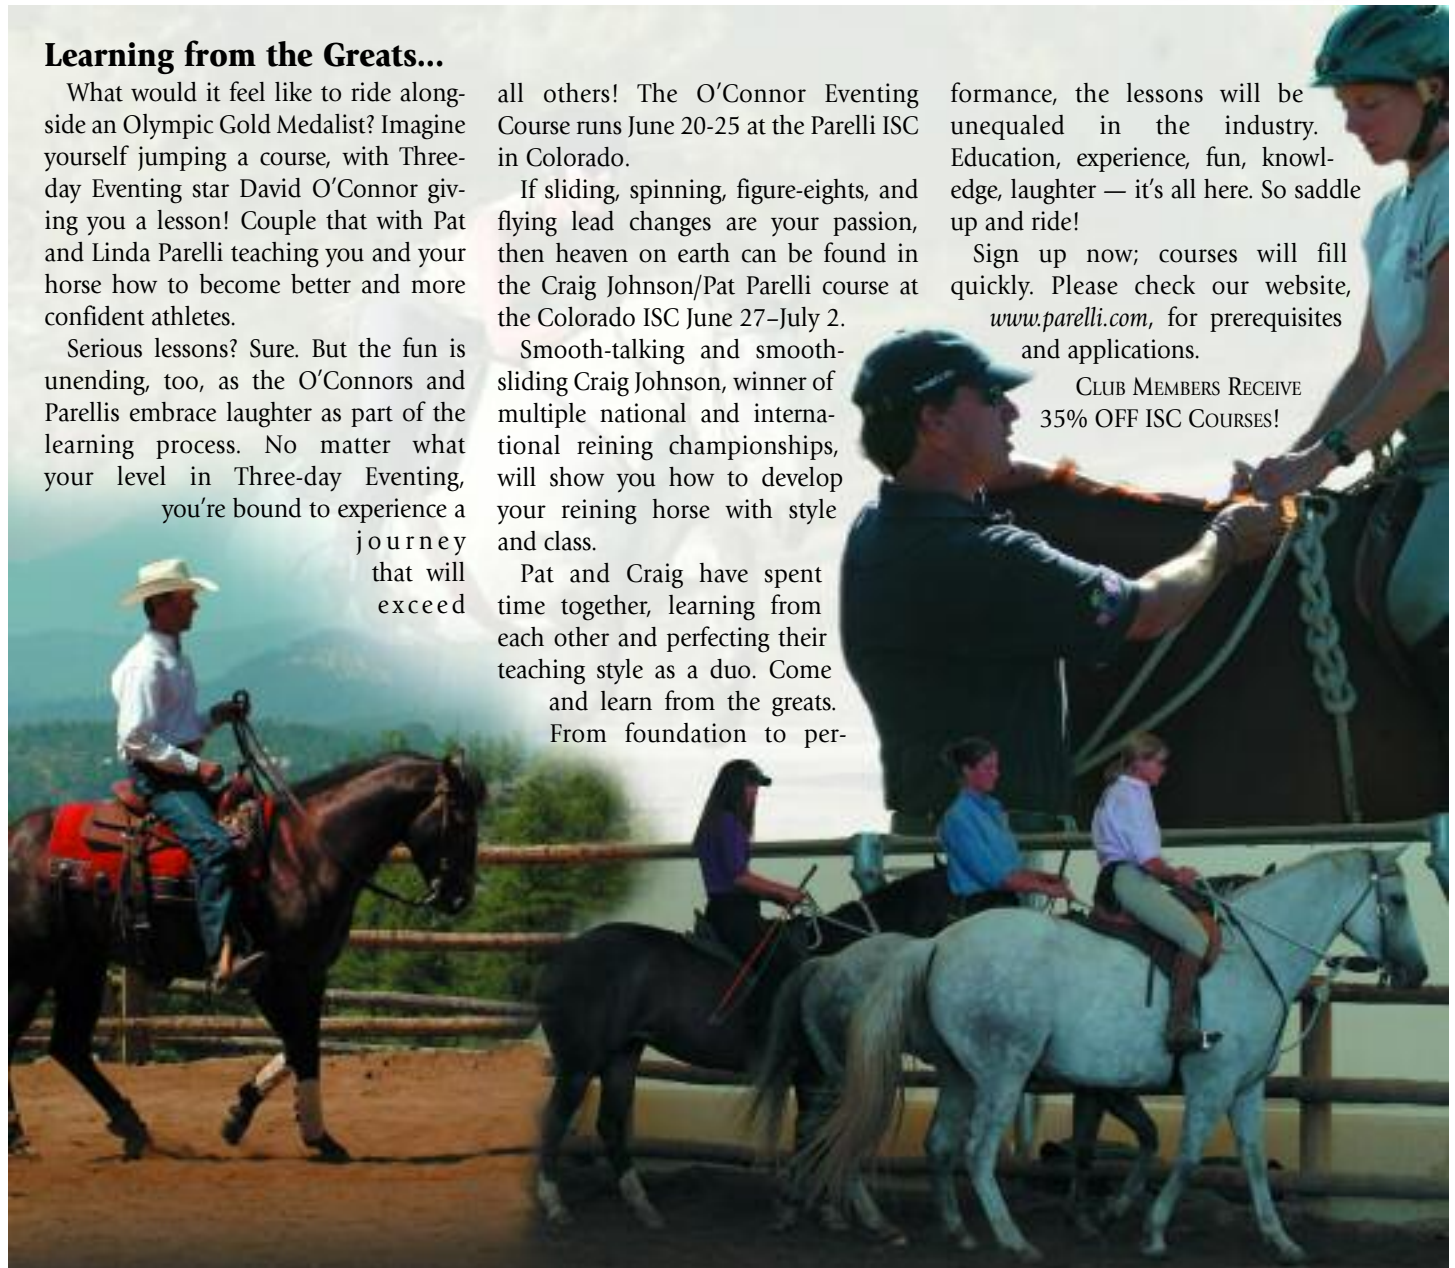 Learning from the Greats...
What would it feel like to ride along-
side an Olympic Gold Medalist? Imagine
yourself jumping a course, with Three-
day Eventing star David O'Connor giv-
ing you a lesson! Couple that with Pat
and Linda Parelli teaching you and your
horse how to become better and more
confident athletes.
Serious lessons? Sure. But the fun is
unending, too, as the O'Connors and
Parellis embrace laughter as part of the
learning process. No matter what
your level in Three-day Eventing,
you're bound to experience a
journey
that will
exceed
all others! The O'Connor Eventing
Course runs June 20-25 at the Parelli ISC
in Colorado.
If sliding, spinning, figure-eights, and
flying lead changes are your passion,
then heaven on earth can be found in
the Craig Johnson/Pat Parelli course at
the Colorado ISC June 27–July 2.
Smooth-talking and smooth-
sliding Craig Johnson, winner of
multiple national and interna-
tional reining championships,
will show you how to develop
your reining horse with style
and class.
Pat and Craig have spent
time together, learning from
each other and perfecting their
teaching style as a duo. Come
and learn from the greats.
From foundation to per-
formance, the lessons will be
unequaled in the industry.
Education, experience, fun, knowl-
edge, laughter — it's all here. So saddle
up and ride!
Sign up now; courses will fill
quickly. Please check our website,
www.parelli.com, for prerequisites
and applications.
CLUB MEMBERS RECEIVE
35% OFF ISC COURSES!